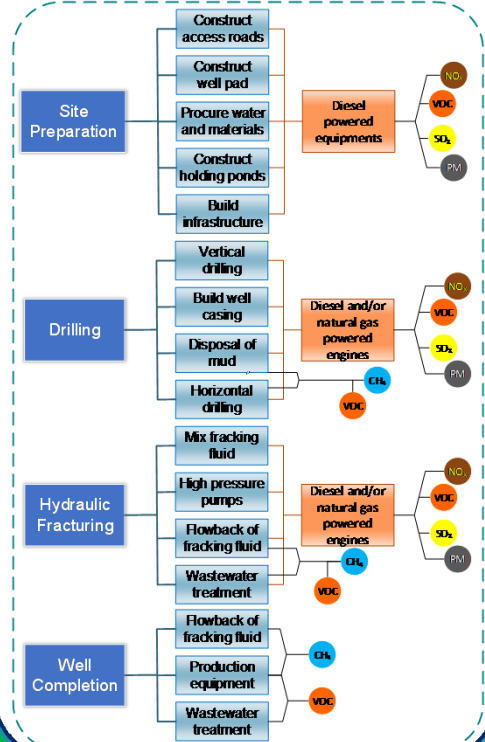 Construct
access roads
Construct
well pad
Site
Preparation
Procure water
and materials
Construct
holding ponds
Build
infrastructure
Diesel
powered
equipments
NOₓ
VOC
SOₓ
PM
Vertical
drilling
Build well
casing
Drilling
Disposal of
mud
Horizontal
drilling
Diesel and/or
natural gas
powered
engines
NOₓ
VOC
SOₓ
PM
CH₄
VOC
Mix fracking
fluid
High pressure
pumps
Hydraulic
Fracturing
Flowback of
fracking fluid
Wastewater
treatment
Diesel and/or
natural gas
powered
engines
NOₓ
VOC
SOₓ
PM
CH₄
VOC
Flowback of
fracking fluid
Well
Completion
Production
equipment
Wastewater
treatment
CH₄
VOC